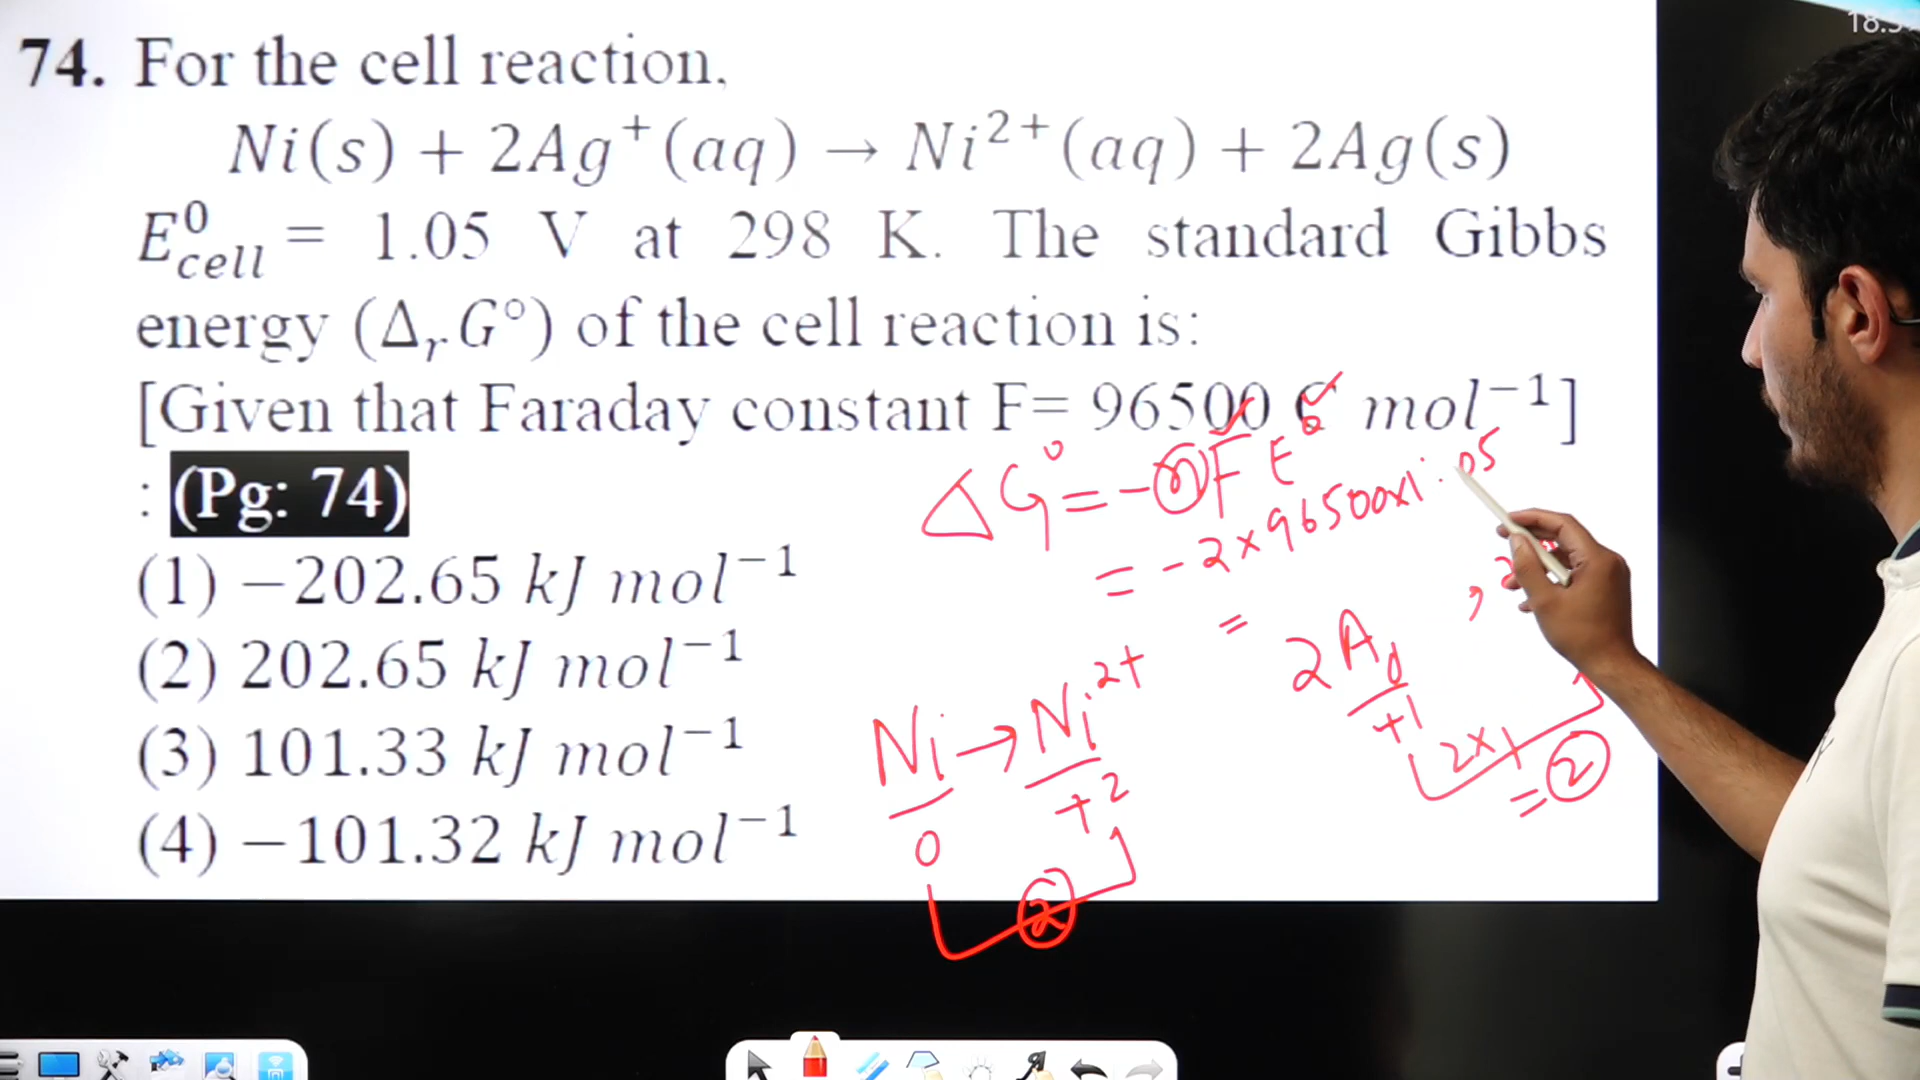 74. For the cell reaction,
Ni(s) + 2Ag⁺(aq) → Ni²⁺(aq) + 2Ag(s)
E⁰cell = 1.05 V at 298 K. The standard Gibbs
energy (ΔᵣG°) of the cell reaction is:
[Given that Faraday constant F= 96500 C mol⁻¹]
: (Pg: 74)
(1) −202.65 kJ mol⁻¹
(2) 202.65 kJ mol⁻¹
(3) 101.33 kJ mol⁻¹
(4) −101.32 kJ mol⁻¹
ΔG° = -nFE°
= -2×96500×1.05
=
Ni → Ni²⁺
0 +2
2
2Ag
+1
2×1
= 2